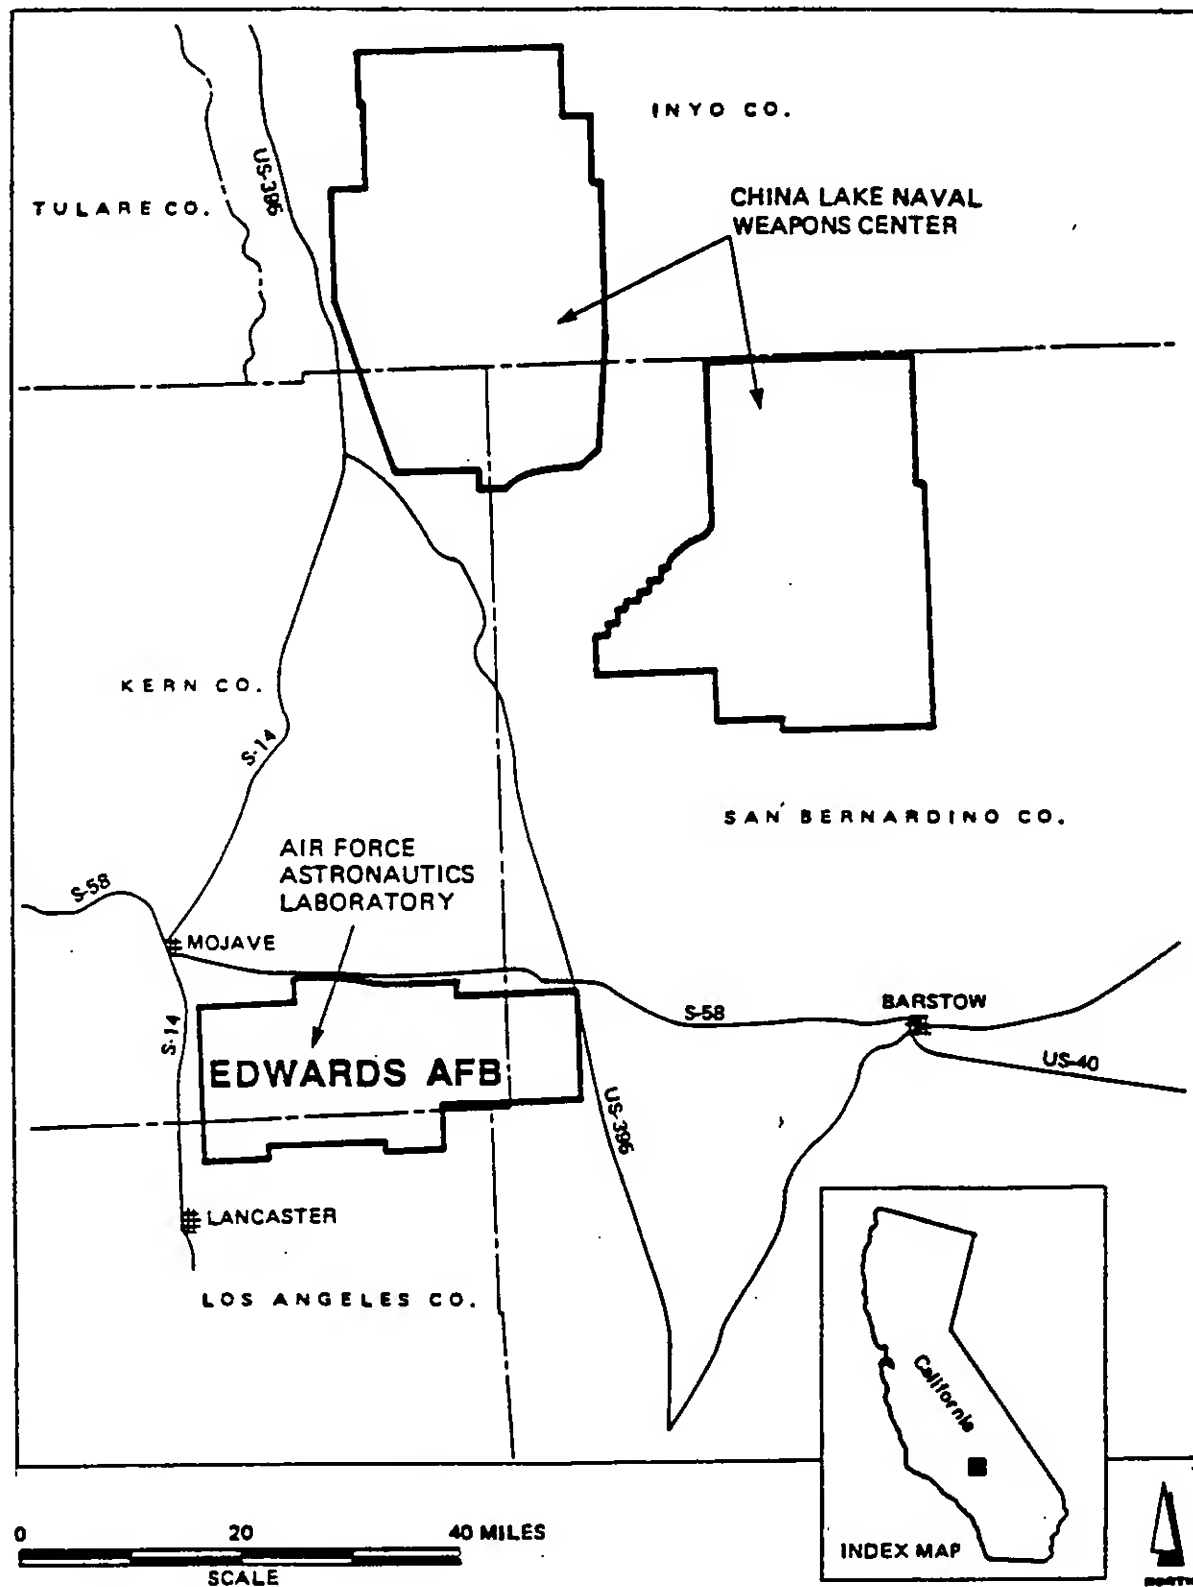 INYO CO.
US-396
TULARE CO.
CHINA LAKE NAVAL
WEAPONS CENTER
KERN CO.
S-14
SAN BERNARDINO CO.
AIR FORCE
ASTRONAUTICS
LABORATORY
S-58
MOJAVE
BARSTOW
S-58
S-14
EDWARDS AFB
US-40
US-395
LANCASTER
LOS ANGELES CO.
California
0 20 40 MILES
SCALE
INDEX MAP
NORTH